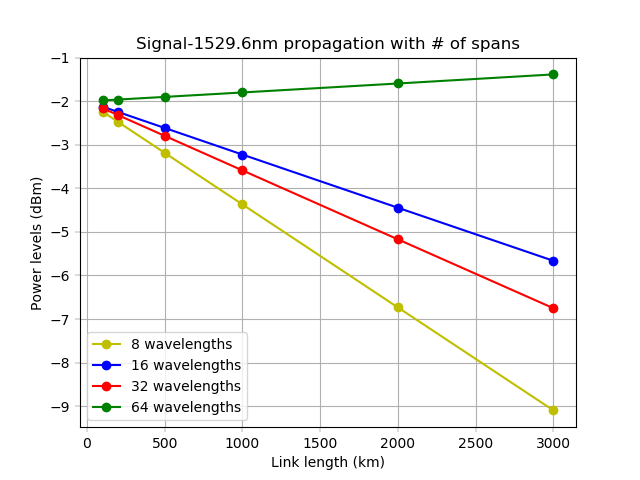 Signal-1529.6nm propagation with # of spans
Power levels (dBm)
−1
−2
−3
−4
−5
−6
−7
−8
−9
8 wavelengths
16 wavelengths
32 wavelengths
64 wavelengths
0 500 1000 1500 2000 2500 3000
Link length (km)